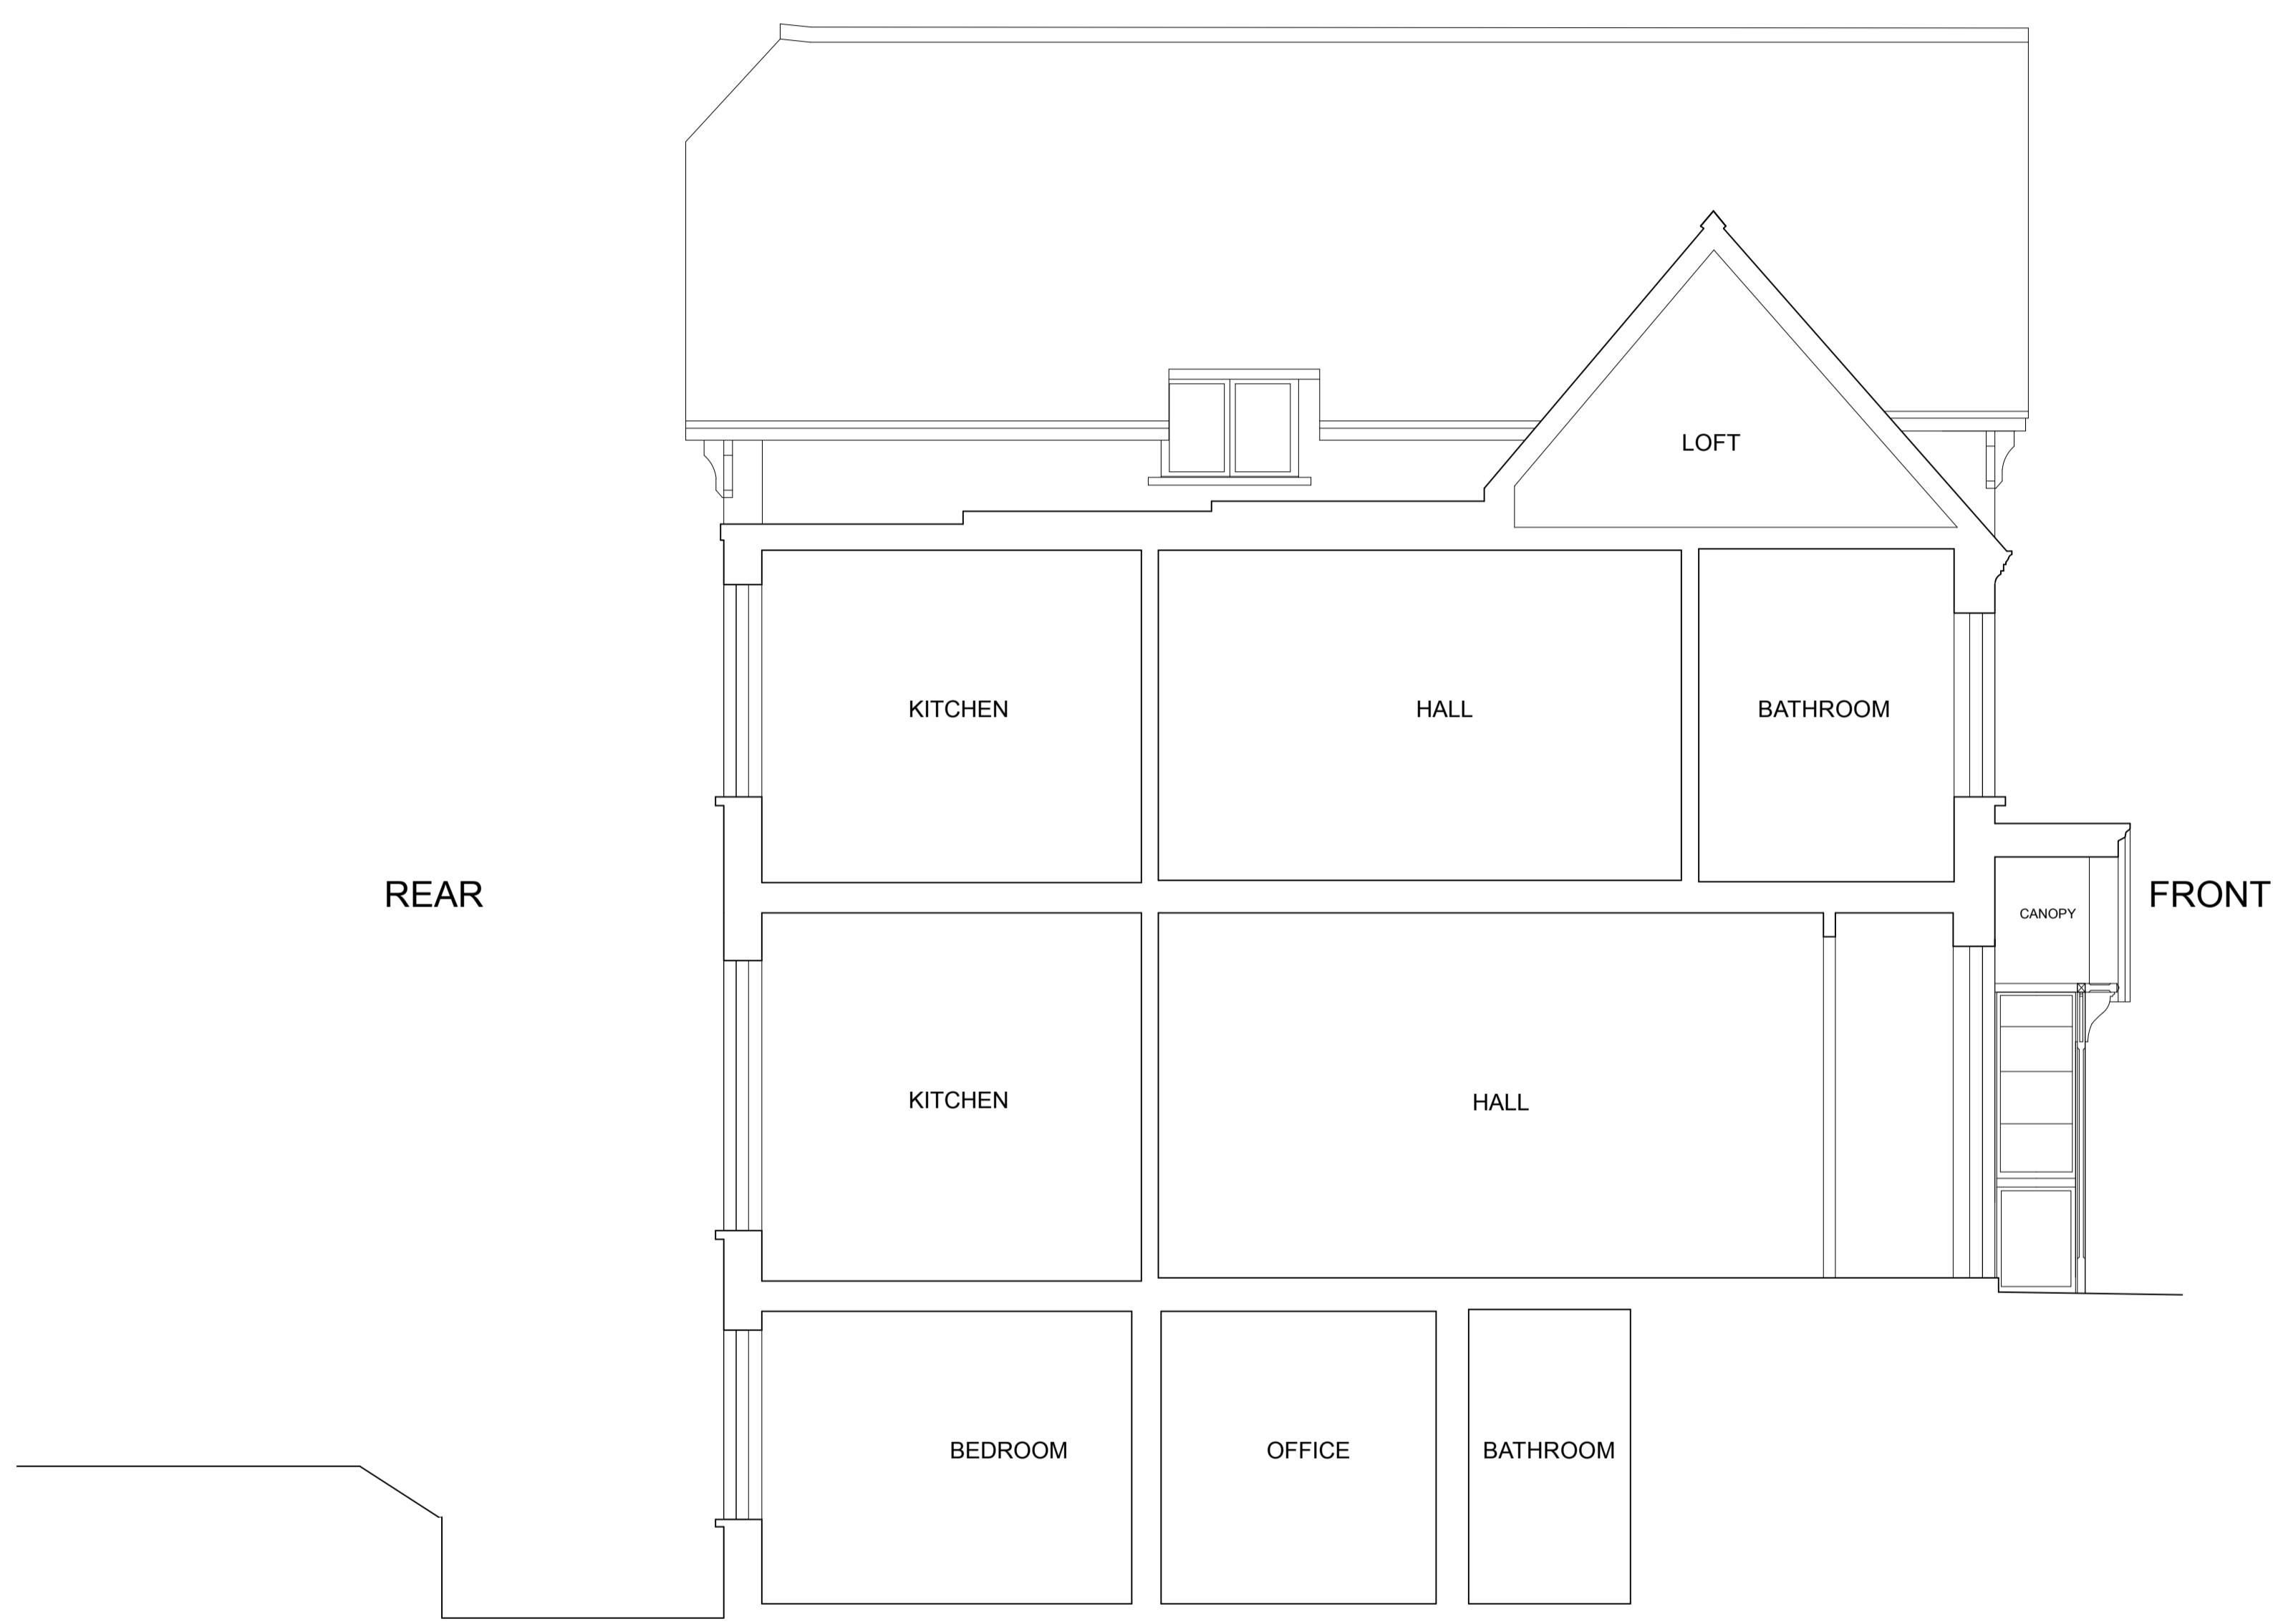 LOFT
KITCHEN
HALL
BATHROOM
REAR
FRONT
CANOPY
KITCHEN
HALL
BEDROOM
OFFICE
BATHROOM